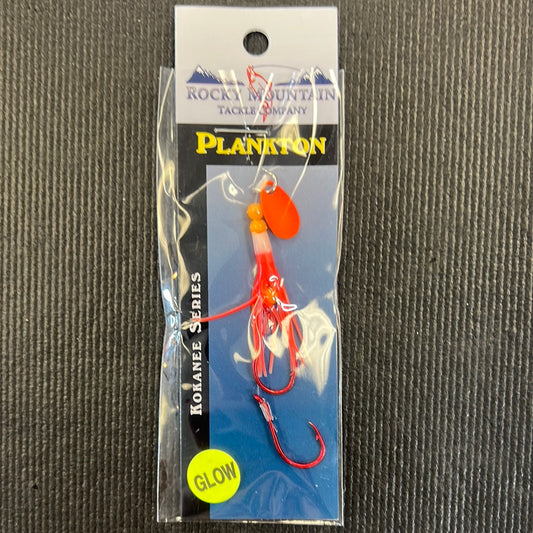 ROCKY MOUNTAIN
TACKLE COMPANY
PLANKTON
KOKANEE SERIES
GLOW